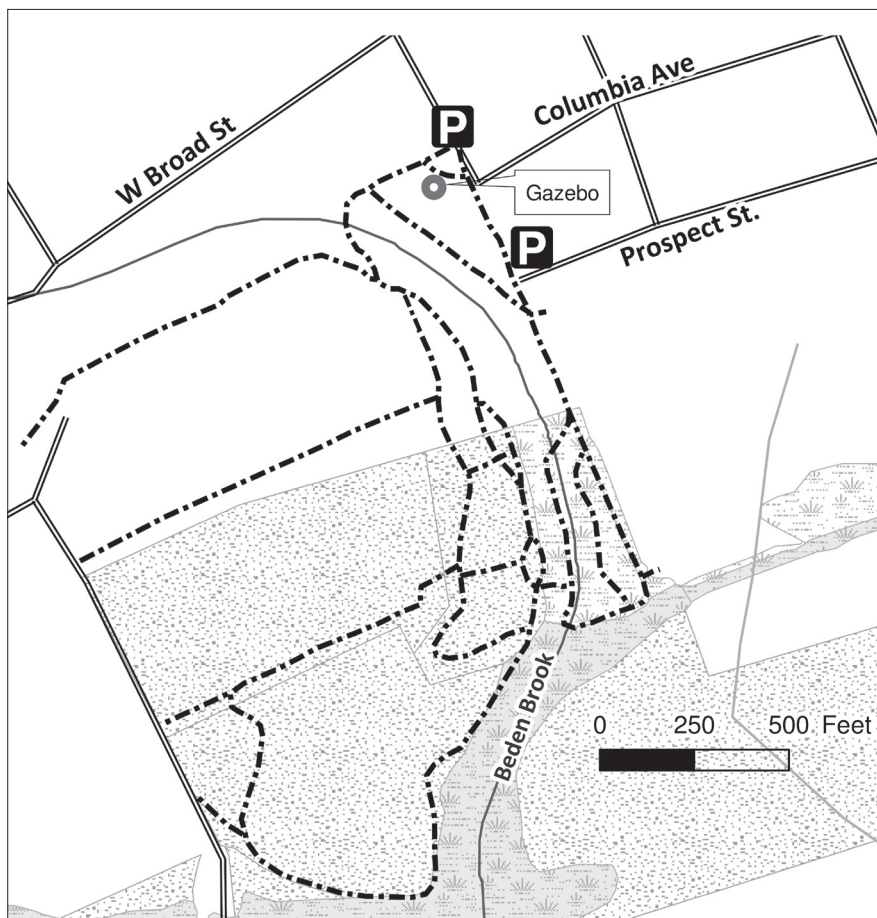 W Broad St
Columbia Ave
P
Gazebo
P
Prospect St.
Beden Brook
0 250 500 Feet